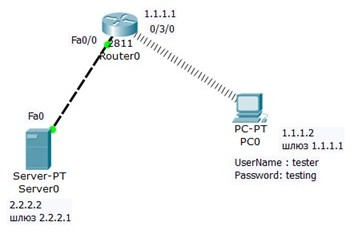 1.1.1.1
Fa0/0
0/3/0
2811
Router0
Fa0
PC-PT
PC0
1.1.1.2
шлюз 1.1.1.1
UserName : tester
Password: testing
Server-PT
Server0
2.2.2.2
шлюз 2.2.2.1